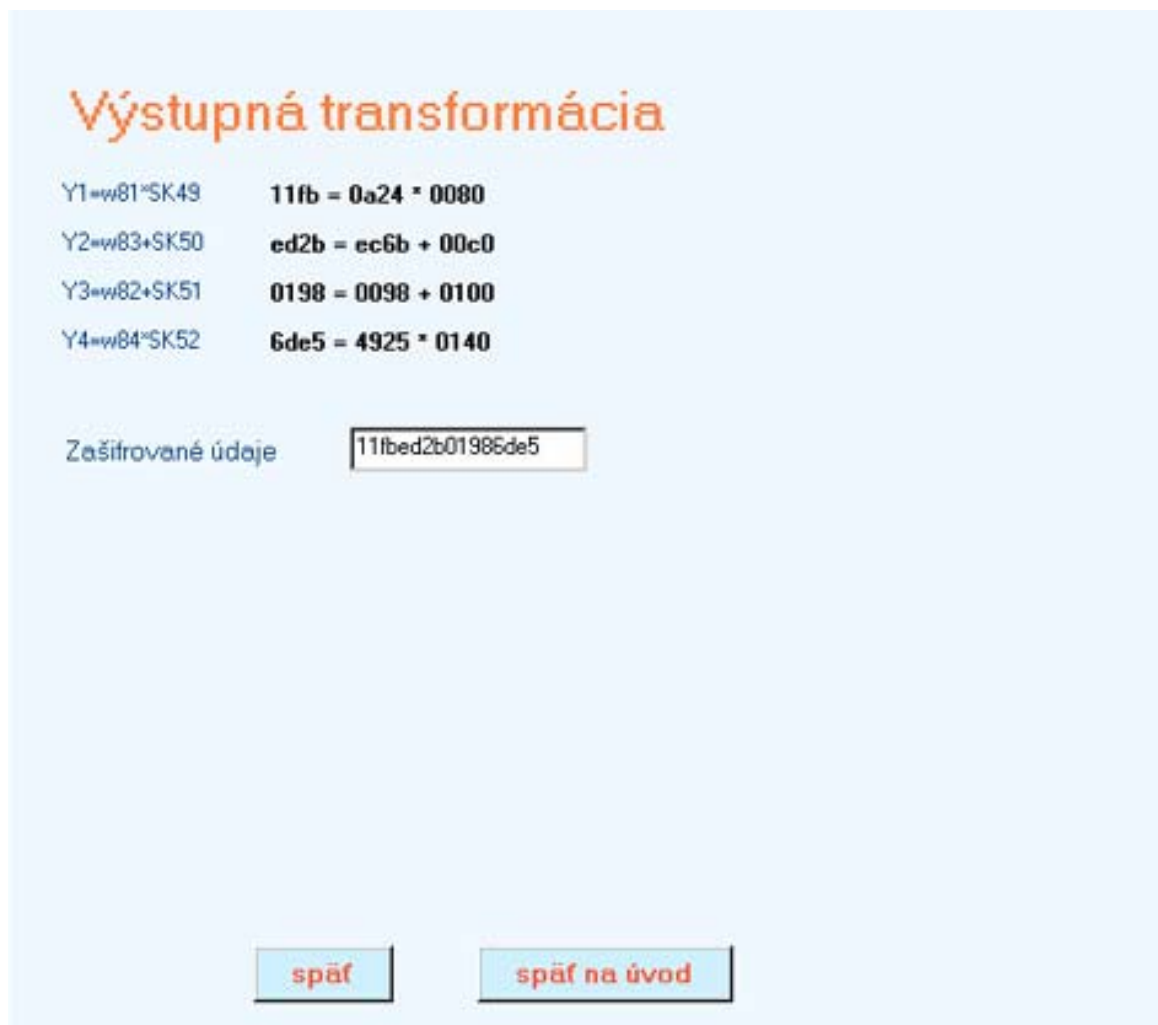 Výstupná transformácia
Y1=w81*SK49 11fb = 0a24 * 0080
Y2=w83+SK50 ed2b = ec6b + 00c0
Y3=w82+SK51 0198 = 0098 + 0100
Y4=w84*SK52 6de5 = 4925 * 0140
Zašifrované údaje 11fbed2b01986de5
späť späť na úvod